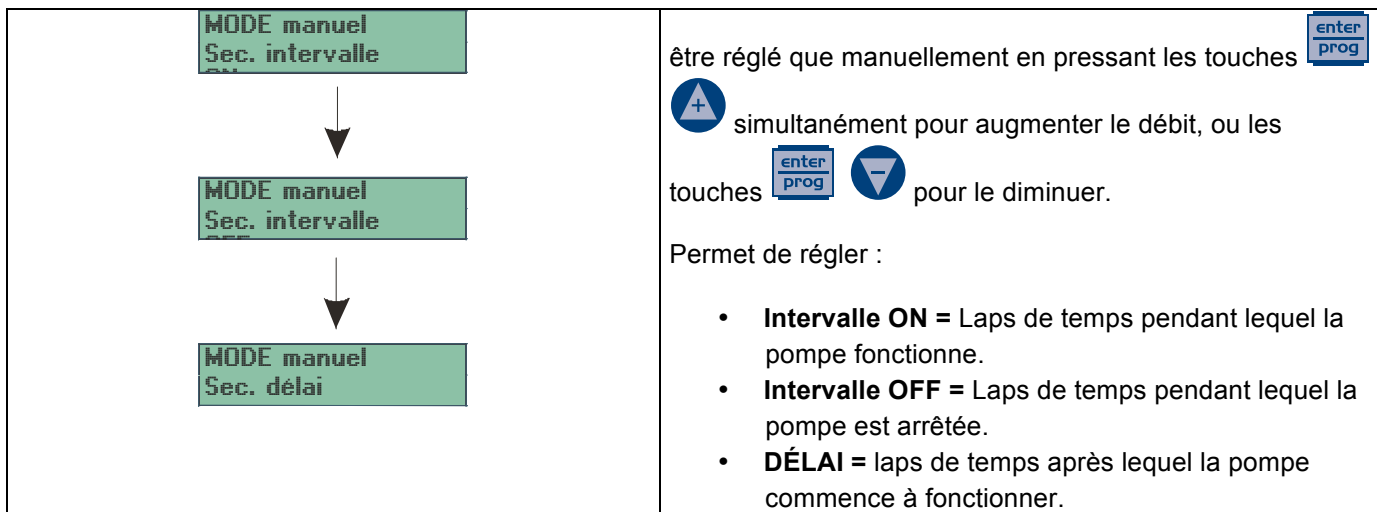 MODE manuel
Sec. intervalle
MODE manuel
Sec. intervalle
MODE manuel
Sec. délai
être réglé que manuellement en pressant les touches enter prog
+ simultanément pour augmenter le débit, ou les
touches enter prog - pour le diminuer.
Permet de régler :
• Intervalle ON = Laps de temps pendant lequel la
pompe fonctionne.
• Intervalle OFF = Laps de temps pendant lequel la
pompe est arrêtée.
• DÉLAI = laps de temps après lequel la pompe
commence à fonctionner.